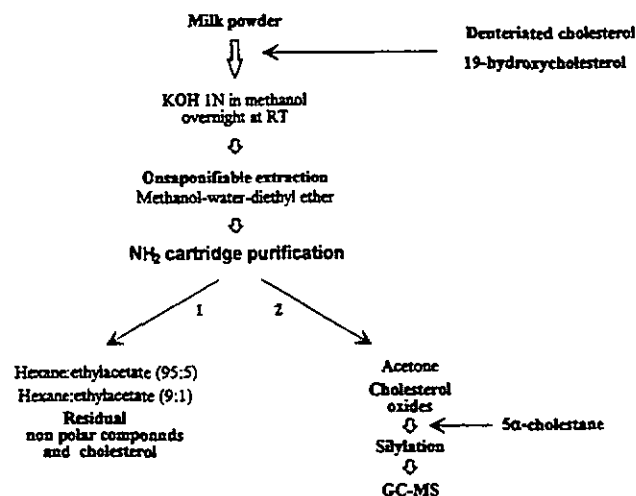 Milk powder
Deuteriated cholesterol
19-hydroxycholesterol
KOH 1N in methanol
overnight at RT
Onsaponifiable extraction
Methanol-water-diethyl ether
NH2 cartridge purification
1
2
Hexane:ethylacetate (95:5)
Hexane:ethylacetate (9:1)
Residual
non polar compounds
and cholesterol
Acetone
Cholesterol
oxides
5α-cholestane
Silylation
GC-MS